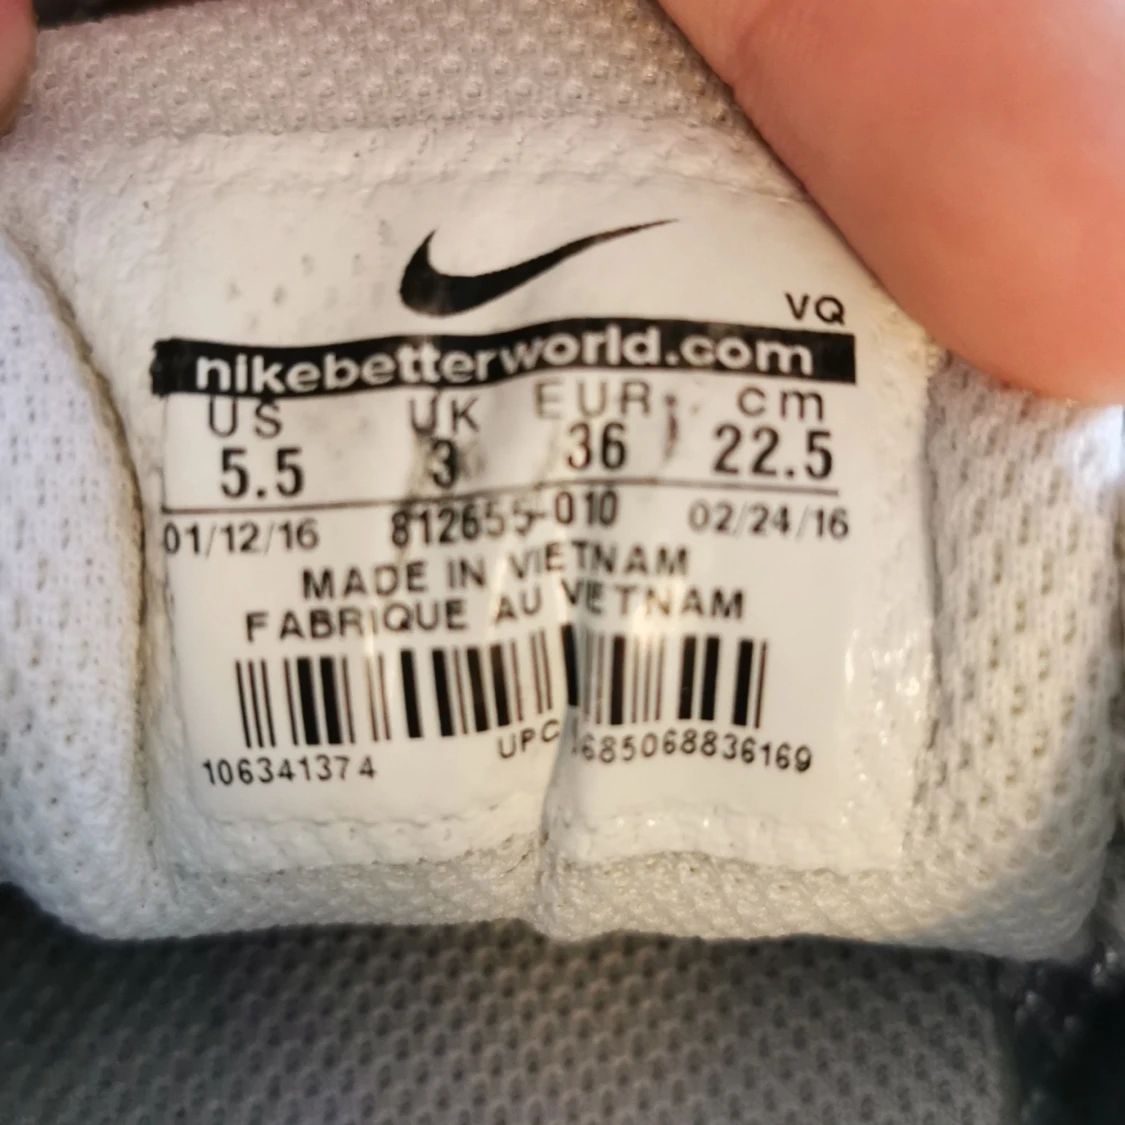 VQ
nikebetterworld.com
US UK EUR cm
5.5 3 36 22.5
01/12/16 812655-010 02/24/16
MADE IN VIETNAM
FABRIQUE AU VIETNAM
106341374 UPC 685068836169